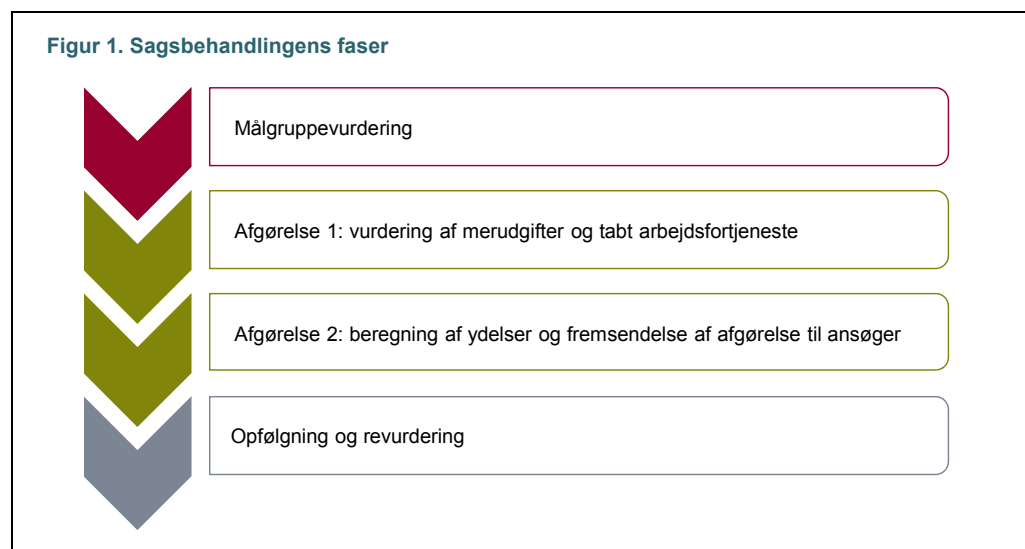 Figur 1. Sagsbehandlingens faser
Målgruppevurdering
Afgørelse 1: vurdering af merudgifter og tabt arbejdsfortjeneste
Afgørelse 2: beregning af ydelser og fremsendelse af afgørelse til ansøger
Opfølgning og revurdering